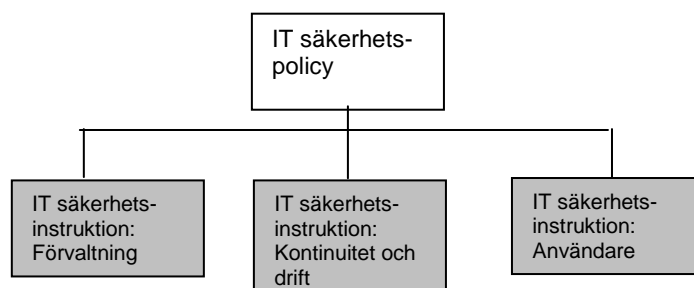 IT säkerhets-
policy
IT säkerhets-
instruktion:
Förvaltning
IT säkerhets-
instruktion:
Kontinuitet och
drift
IT säkerhets-
instruktion:
Användare